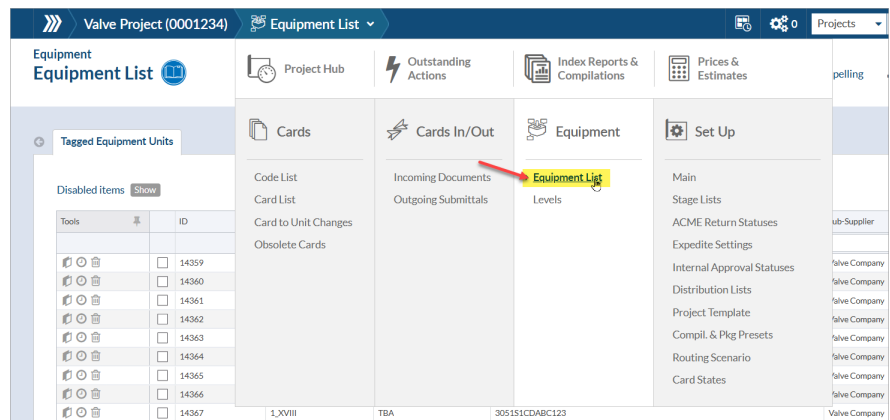 Valve Project (0001234)
Equipment List
0
Projects
Equipment
Equipment List
Project Hub
Outstanding
Actions
Index Reports &
Compilations
Prices &
Estimates
pelling
Tagged Equipment Units
Cards
Cards In/Out
Equipment
Set Up
Disabled items Show
Code List
Card List
Card to Unit Changes
Obsolete Cards
Incoming Documents
Outgoing Submittals
Equipment List
Levels
Main
Stage Lists
ACME Return Statuses
Expedite Settings
Internal Approval Statuses
Distribution Lists
Project Template
Compil. & Pkg Presets
Routing Scenario
Card States
Tools ID ub-Supplier
14359 Valve Company
14360 Valve Company
14361 Valve Company
14362 Valve Company
14363 Valve Company
14364 Valve Company
14365 Valve Company
14366 Valve Company
14367 1_XVIII TBA 3051S1CDABC123 Valve Company